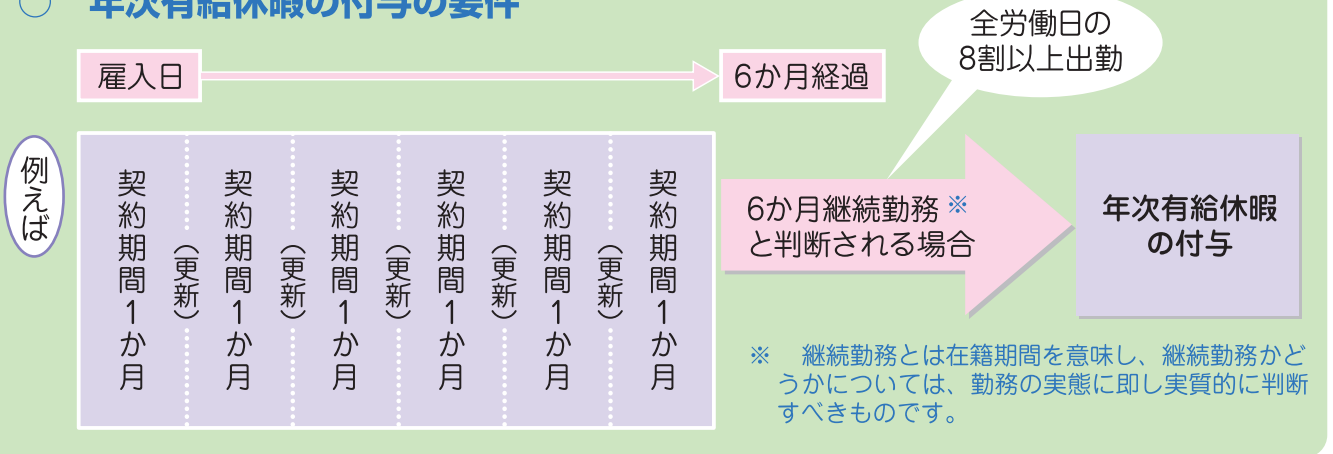 ○ 年次有給休暇の付与の要件
全労働日の
8割以上出勤
雇入日
6か月経過
例えば
契約期間1か月
（更新）
契約期間1か月
（更新）
契約期間1か月
（更新）
契約期間1か月
（更新）
契約期間1か月
（更新）
契約期間1か月
6か月継続勤務※
と判断される場合
年次有給休暇
の付与
※ 継続勤務とは在籍期間を意味し、継続勤務かど
うかについては、勤務の実態に即し実質的に判断
すべきものです。